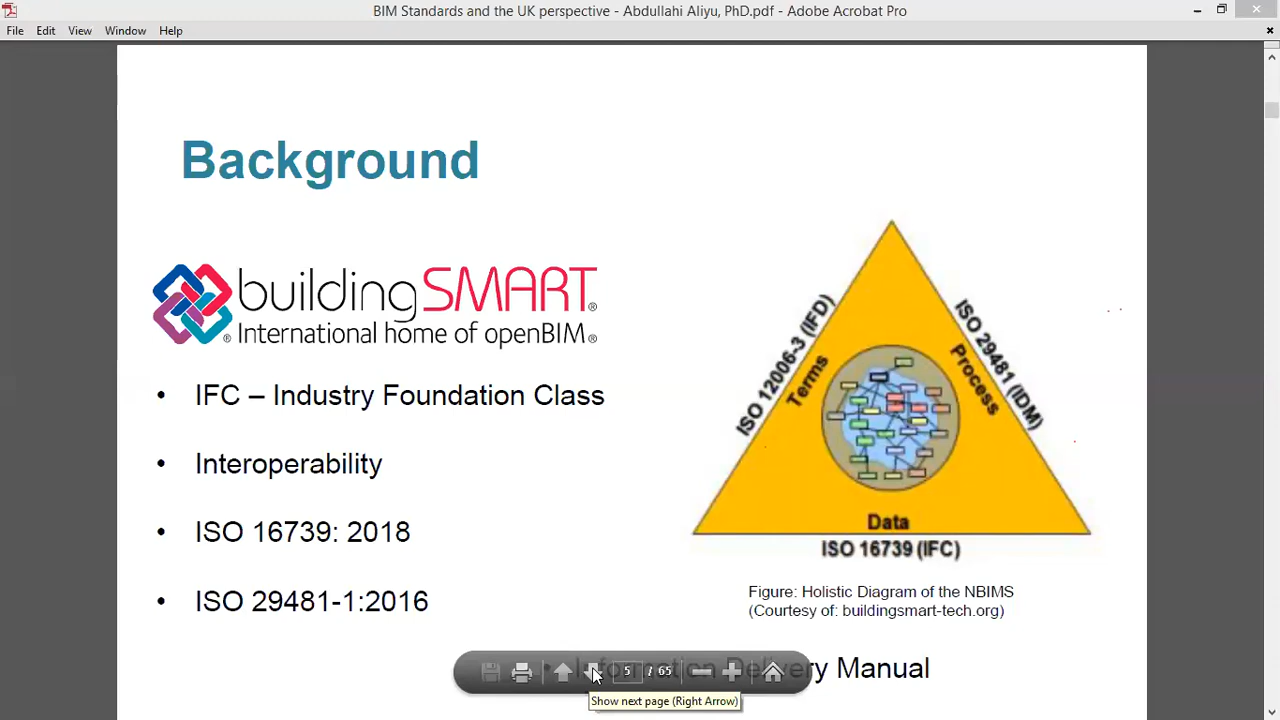 BIM Standards and the UK perspective - Abdullahi Aliyu, PhD.pdf - Adobe Acrobat Pro
File Edit View Window Help
Background
buildingSMART®
® International home of openBIM®
• IFC – Industry Foundation Class
• Interoperability
• ISO 16739: 2018
• ISO 29481-1:2016
• Information Delivery Manual
ISO 12006-3 (IFD)
Terms
ISO 29481 (IDM)
Process
Data
ISO 16739 (IFC)
Figure: Holistic Diagram of the NBIMS
(Courtesy of: buildingsmart-tech.org)
5 / 65
Show next page (Right Arrow)